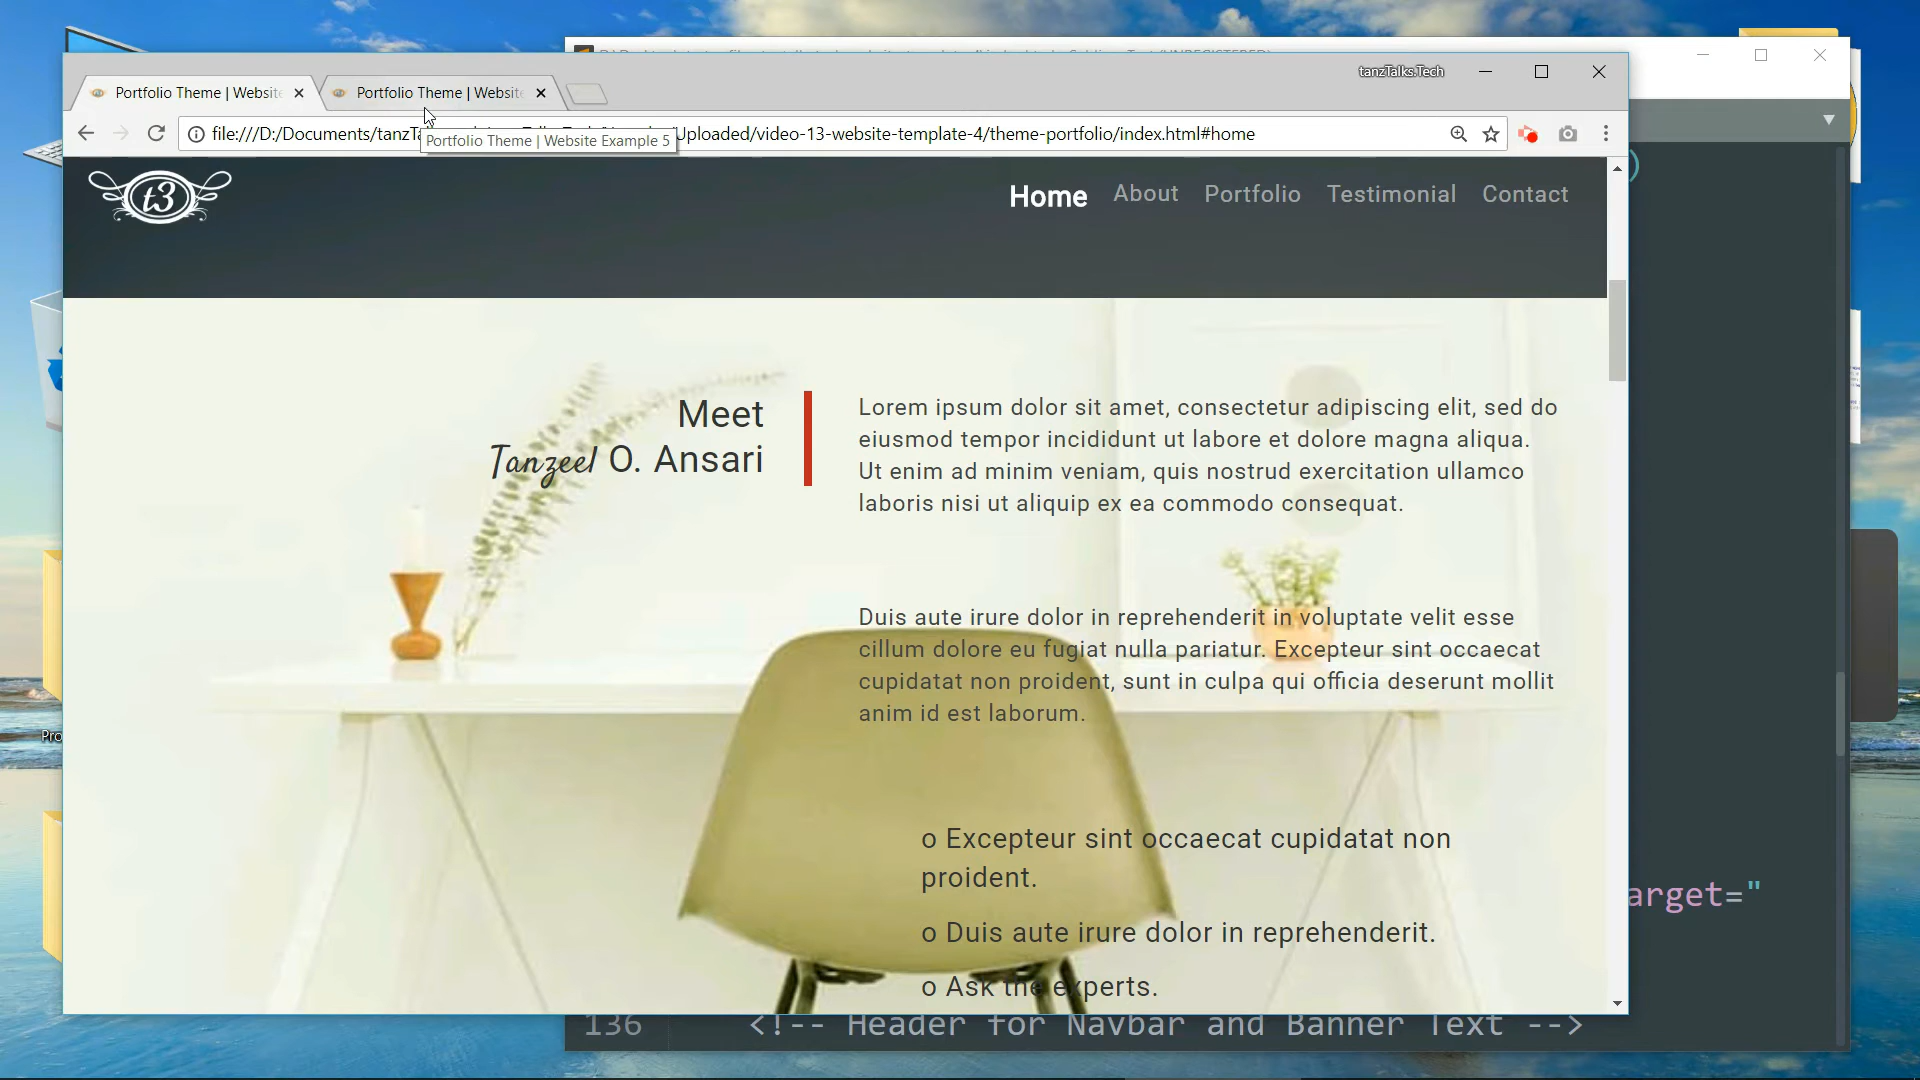 tanzTalks.Tech
Portfolio Theme | Website
Portfolio Theme | Website
file:///D:/Documents/tanzTa
Uploaded/video-13-website-template-4/theme-portfolio/index.html#home
Portfolio Theme | Website Example 5
t3
Home About Portfolio Testimonial Contact
Meet
Tanzeel O. Ansari
Lorem ipsum dolor sit amet, consectetur adipiscing elit, sed do
eiusmod tempor incididunt ut labore et dolore magna aliqua.
Ut enim ad minim veniam, quis nostrud exercitation ullamco
laboris nisi ut aliquip ex ea commodo consequat.
Duis aute irure dolor in reprehenderit in voluptate velit esse
cillum dolore eu fugiat nulla pariatur. Excepteur sint occaecat
cupidatat non proident, sunt in culpa qui officia deserunt mollit
anim id est laborum.
o Excepteur sint occaecat cupidatat non
proident.
o Duis aute irure dolor in reprehenderit.
o Ask the experts.
)
arget="
Pro
136 <!-- Header for Navbar and Banner Text -->